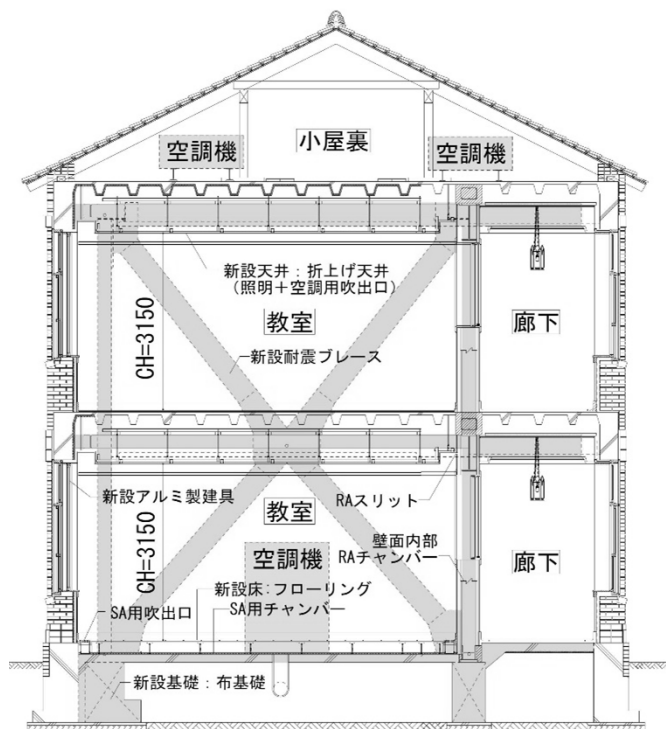 小屋裏
空調機
空調機
新設天井：折上げ天井
（照明＋空調用吹出口）
教室
廊下
CH=3150
新設耐震ブレース
新設アルミ製建具
RAスリット
教室
壁面内部
RAチャンバー
廊下
CH=3150
空調機
新設床：フローリング
SA用吹出口
SA用チャンバー
新設基礎：布基礎